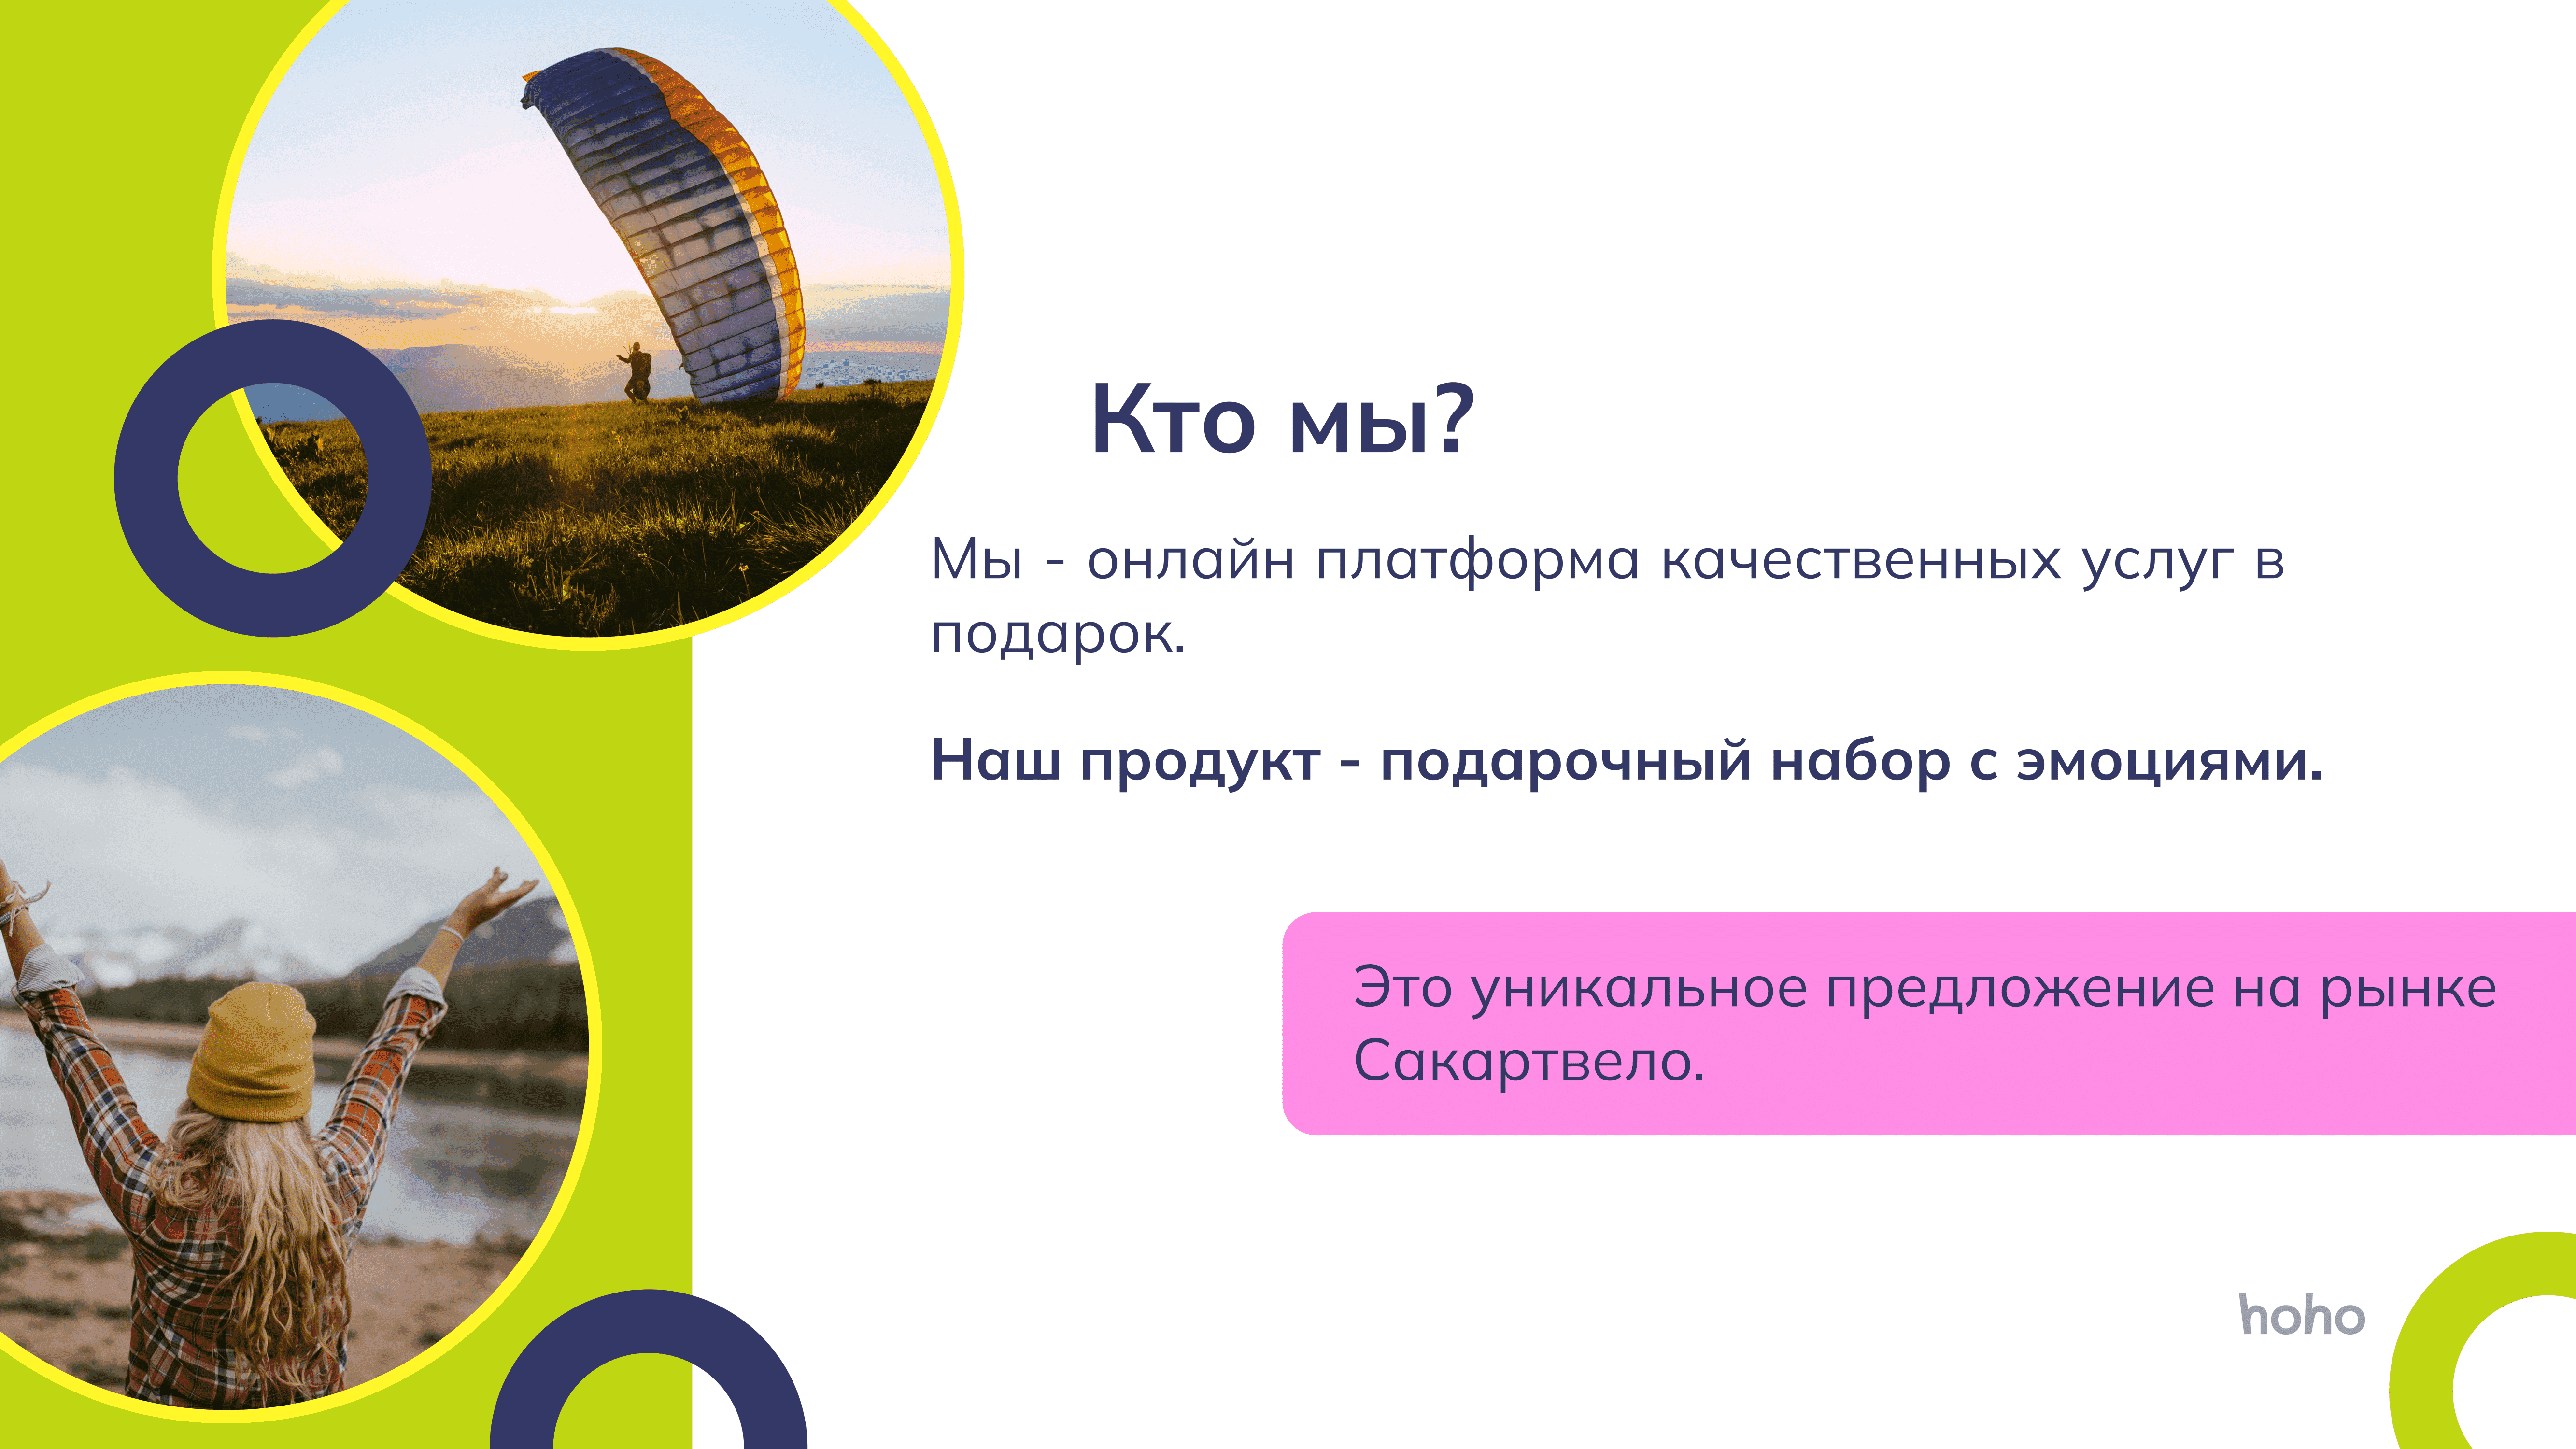 Кто мы?
Мы - онлайн платформа качественных услуг в
подарок.
Наш продукт - подарочный набор с эмоциями.
Это уникальное предложение на рынке
Сакартвело.
hoho